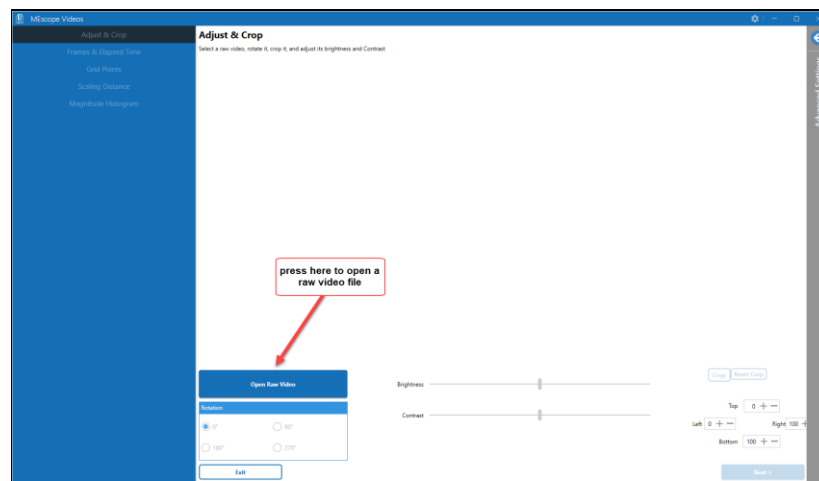 MEscope Videos
Adjust & Crop
Frames & Elapsed Time
Grid Points
Scaling Distance
Magnitude Histogram
Adjust & Crop
Select a raw video, rotate it, crop it, and adjust its brightness and Contrast
Advanced Settings
press here to open a
raw video file
Open Raw Video
Rotation
0°
90°
180°
270°
Exit
Brightness
Contrast
Crop
Reset Crop
Top 0
Left 0
Right 100
Bottom 100
Next >